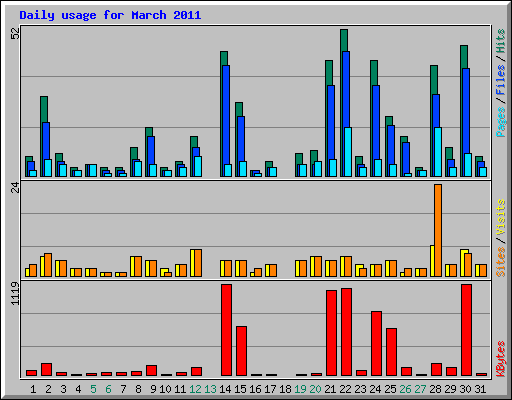 Daily usage for March 2011
52
Pages / Files / Hits
24
Sites / Visits
1119
KBytes
1 2 3 4 5 6 7 8 9 10 11 12 13 14 15 16 17 18 19 20 21 22 23 24 25 26 27 28 29 30 31